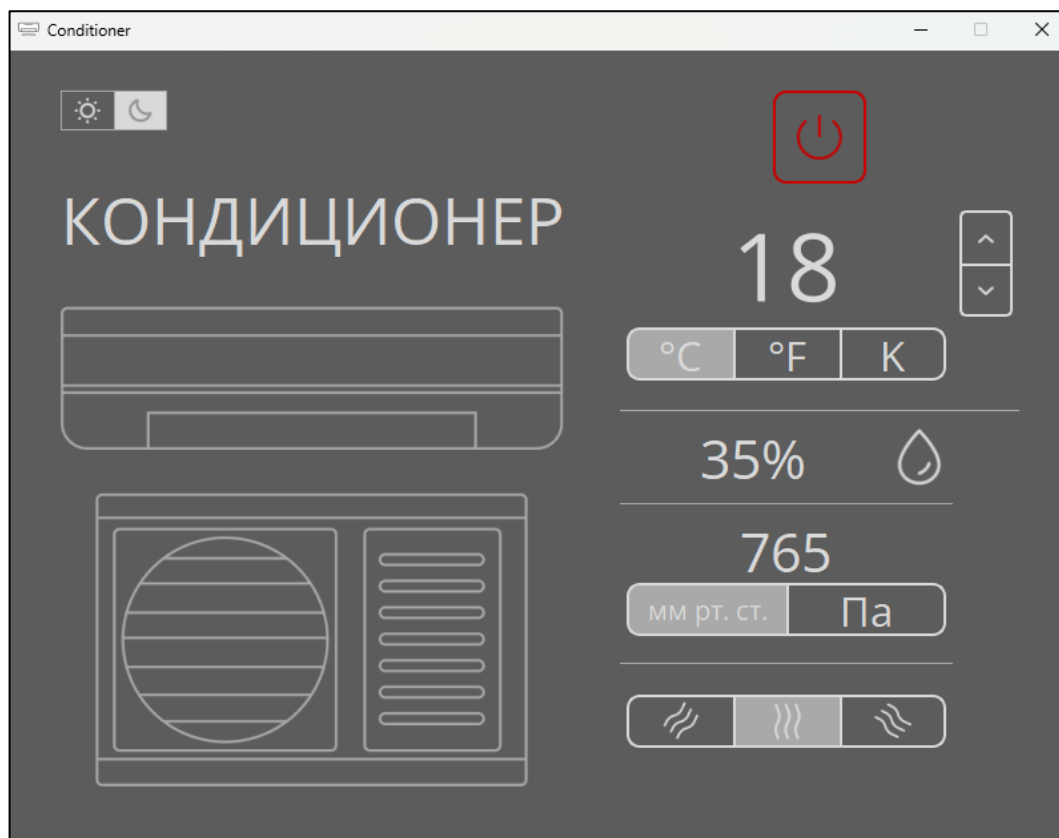 Conditioner
КОНДИЦИОНЕР
18
°C °F K
35%
765
мм рт. ст. Па